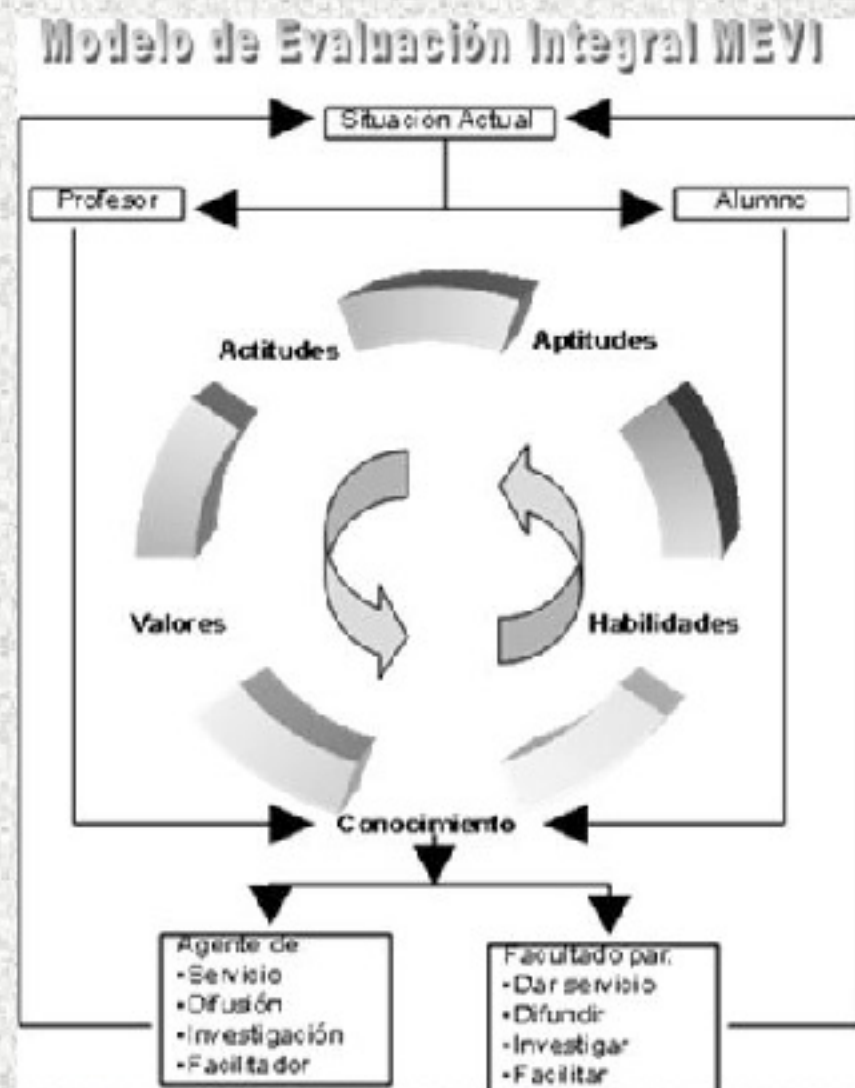 Modelo de Evaluación Integral MEVI
Situación Actual
Profesor
Alumno
Actitudes
Aptitudes
Valores
Habilidades
Conocimiento
Agente de
•Servicio
•Difusión
•Investigación
•Facilitador
Facultado par.
•Dar servicio
•Difundir
•Investigar
•Facilitar